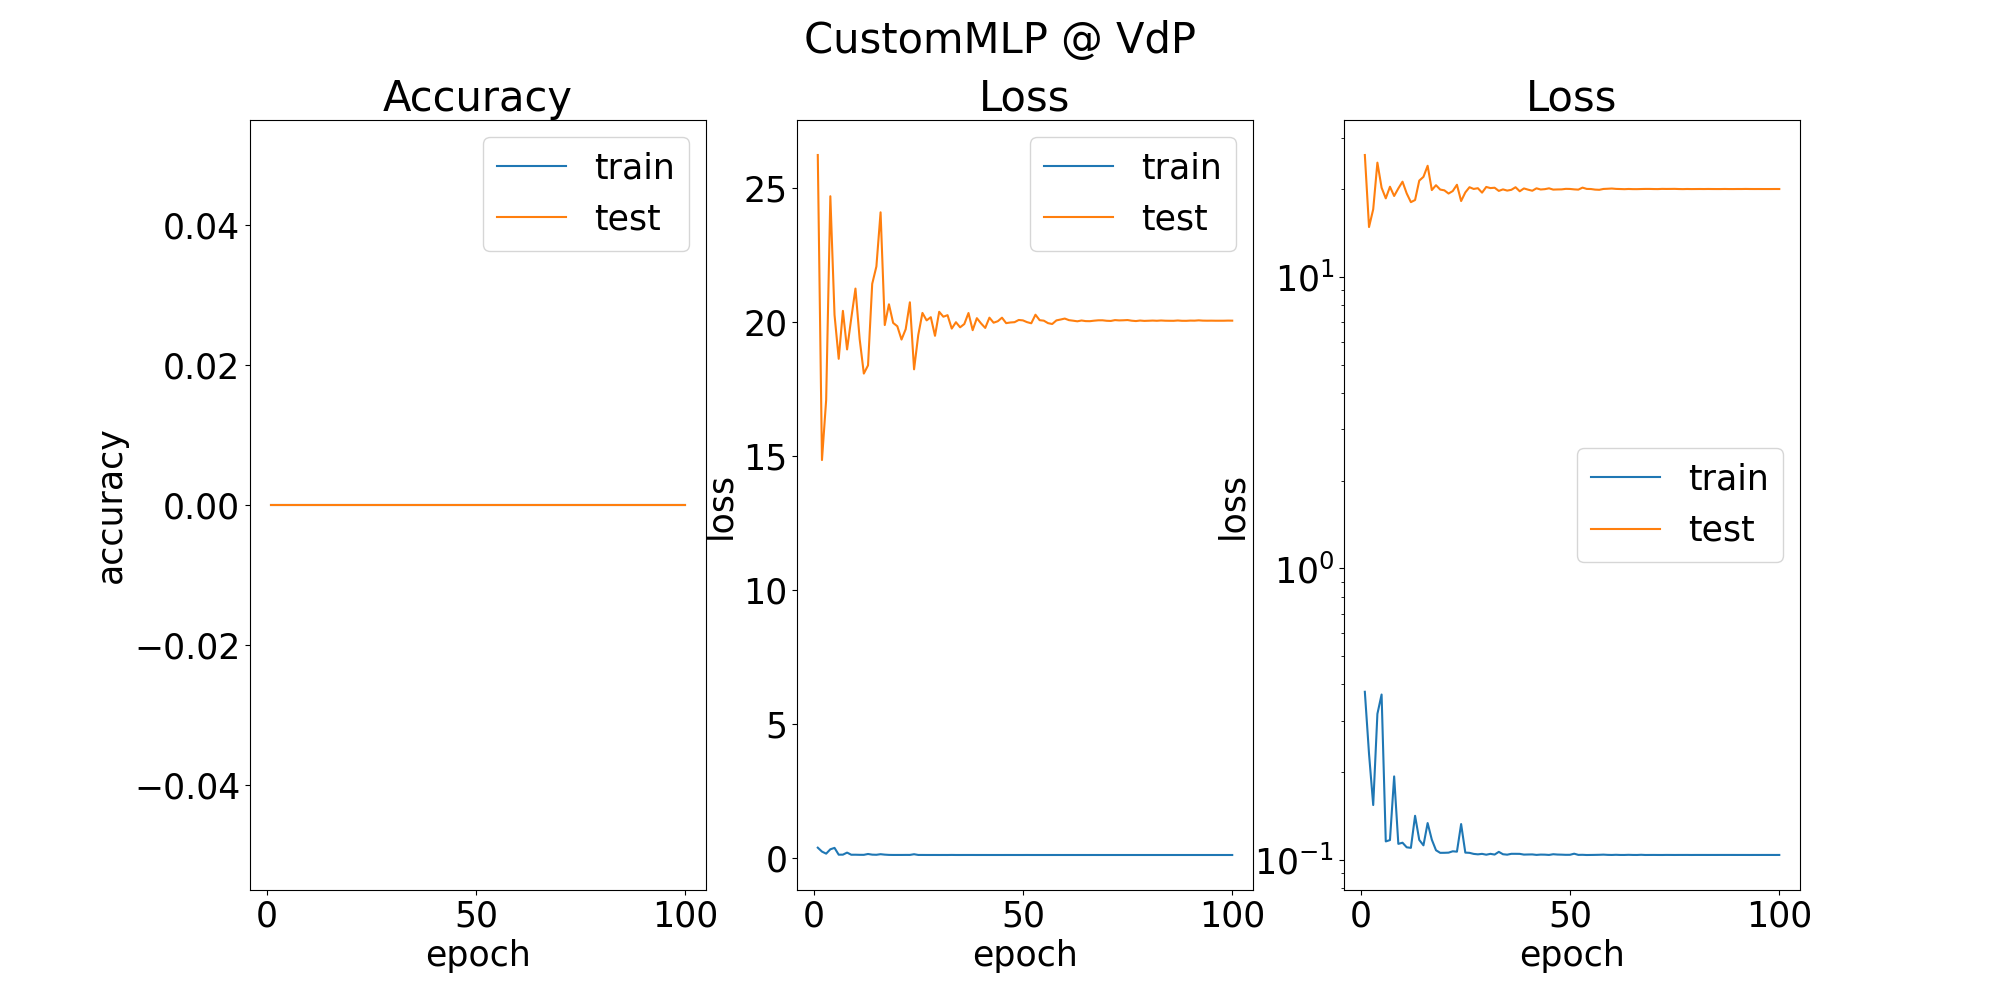 CustomMLP @ VdP
Accuracy
train
test
0.04
0.02
0.00
−0.02
−0.04
accuracy
0
50
100
epoch
Loss
train
test
25
20
15
10
5
0
loss
0
50
100
epoch
Loss
train
test
10¹
10⁰
10⁻¹
loss
0
50
100
epoch